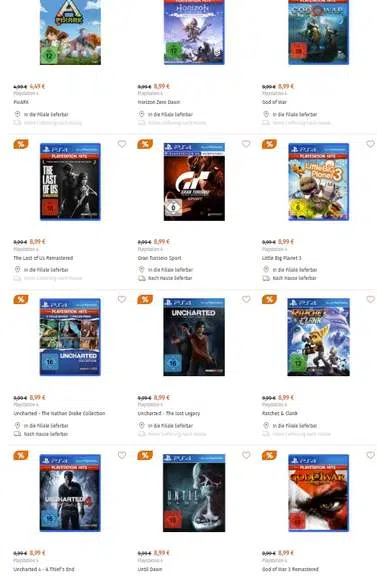 PIXARK
HORIZON
GOD OF WAR
4,99 € 4,49 €
Playstation 4
PixARK
In die Filiale lieferbar
Keine Lieferung nach Hause
9,99 € 8,99 €
Playstation 4
Horizon Zero Dawn
In die Filiale lieferbar
Keine Lieferung nach Hause
9,99 € 8,99 €
Playstation 4
God of War
In die Filiale lieferbar
Keine Lieferung nach Hause
%
PS4
PLAYSTATION HITS
THE
LAST
OF US
9,99 € 8,99 €
Playstation 4
The Last of Us Remastered
In die Filiale lieferbar
Keine Lieferung nach Hause
%
PS4
GRAN TURISMO
SPORT
9,99 € 8,99 €
Playstation 4
Gran Turismo Sport
In die Filiale lieferbar
Nach Hause lieferbar
%
PS4
PLAYSTATION HITS
LittleBigPlanet 3
9,99 € 8,99 €
Playstation 4
Little Big Planet 3
In die Filiale lieferbar
Nach Hause lieferbar
%
PS4
PLAYSTATION HITS
UNCHARTED
9,99 € 8,99 €
Playstation 4
Uncharted - The Nathan Drake Collection
In die Filiale lieferbar
Nach Hause lieferbar
%
PS4
UNCHARTED
9,99 € 8,99 €
Playstation 4
Uncharted - The Lost Legacy
In die Filiale lieferbar
Keine Lieferung nach Hause
%
PS4
PLAYSTATION HITS
RATCHET
CLANK
9,99 € 8,99 €
Playstation 4
Ratchet & Clank
In die Filiale lieferbar
Keine Lieferung nach Hause
%
PS4
PLAYSTATION HITS
UNCHARTED 4
9,99 € 8,99 €
Playstation 4
Uncharted 4 - A Thief's End
%
PS4
UNTIL
DAWN
9,99 € 8,99 €
Playstation 4
Until Dawn
%
PS4
PLAYSTATION HITS
GOD OF WAR
9,99 € 8,99 €
Playstation 4
God of War 3 Remastered